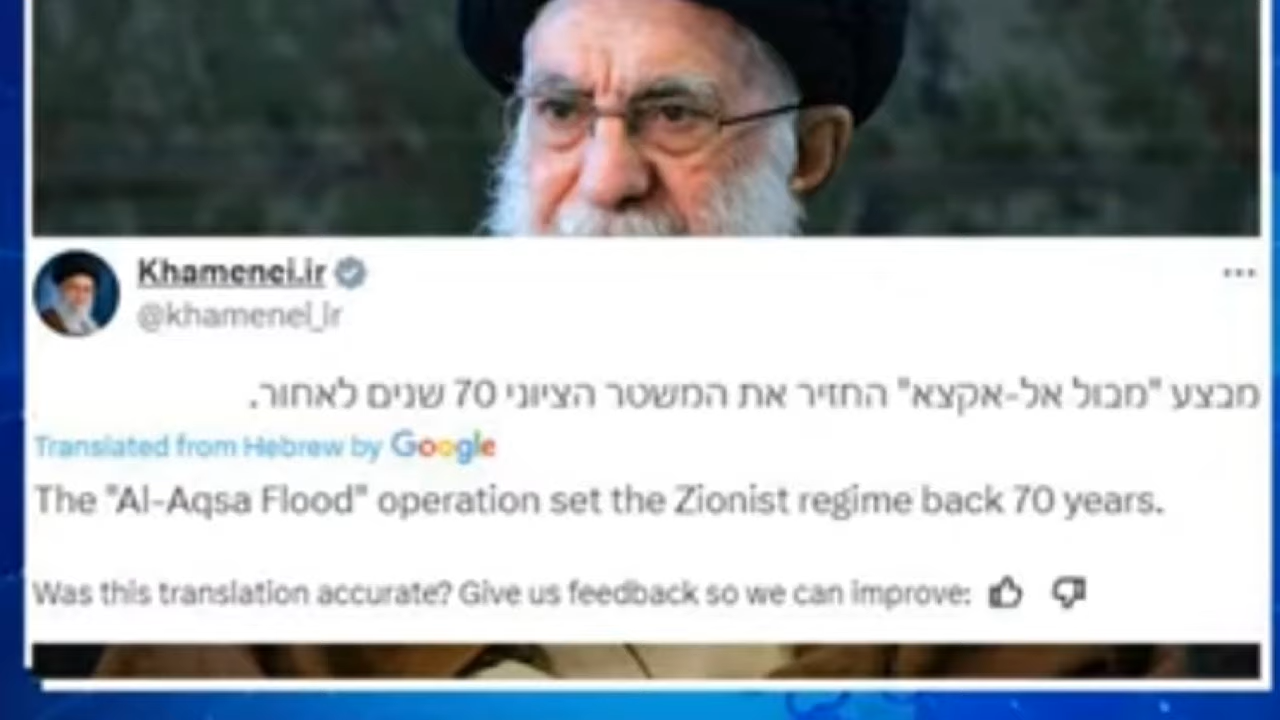 Khamenei.ir
@khamenei_ir
מבצע "מבול אל-אקצא" החזיר את המשטר הציוני 70 שנים לאחור.
Translated from Hebrew by Google
The "Al-Aqsa Flood" operation set the Zionist regime back 70 years.
Was this translation accurate? Give us feedback so we can improve: